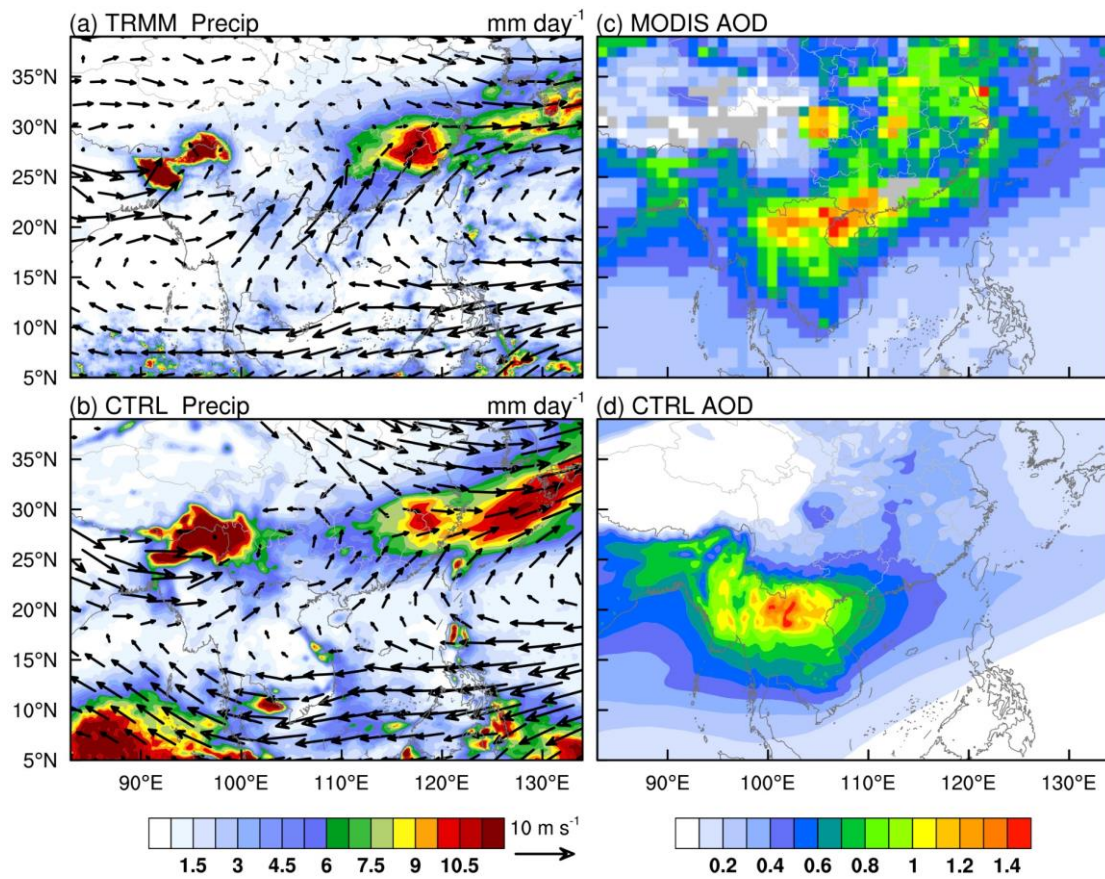 (a) TRMM Precip mm day-1
35°N
30°N
25°N
20°N
15°N
10°N
5°N
(c) MODIS AOD
(b) CTRL Precip mm day-1
35°N
30°N
25°N
20°N
15°N
10°N
5°N
90°E 100°E 110°E 120°E 130°E
(d) CTRL AOD
90°E 100°E 110°E 120°E 130°E
1.5 3 4.5 6 7.5 9 10.5
10 m s-1
0.2 0.4 0.6 0.8 1 1.2 1.4